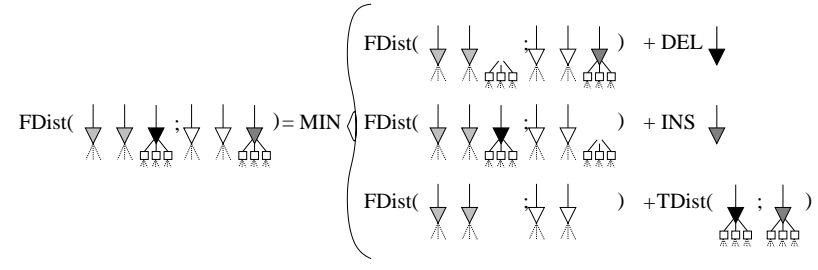 FDist( ; ) + DEL
FDist( ; ) = MIN FDist( ; ) + INS
FDist( ; ) +TDist( ; )